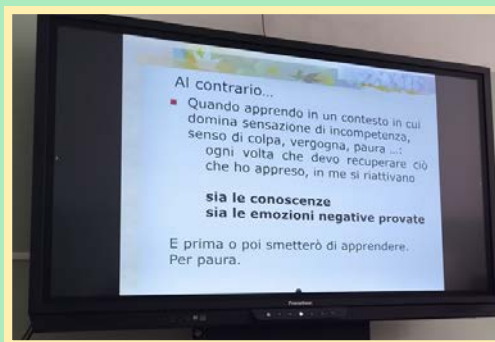 Al contrario...
Quando apprendo in un contesto in cui
domina sensazione di incompetenza,
senso di colpa, vergogna, paura ...:
ogni volta che devo recuperare ciò
che ho appreso, in me si riattivano
sia le conoscenze
sia le emozioni negative provate
E prima o poi smetterò di apprendere.
Per paura.
Promethean